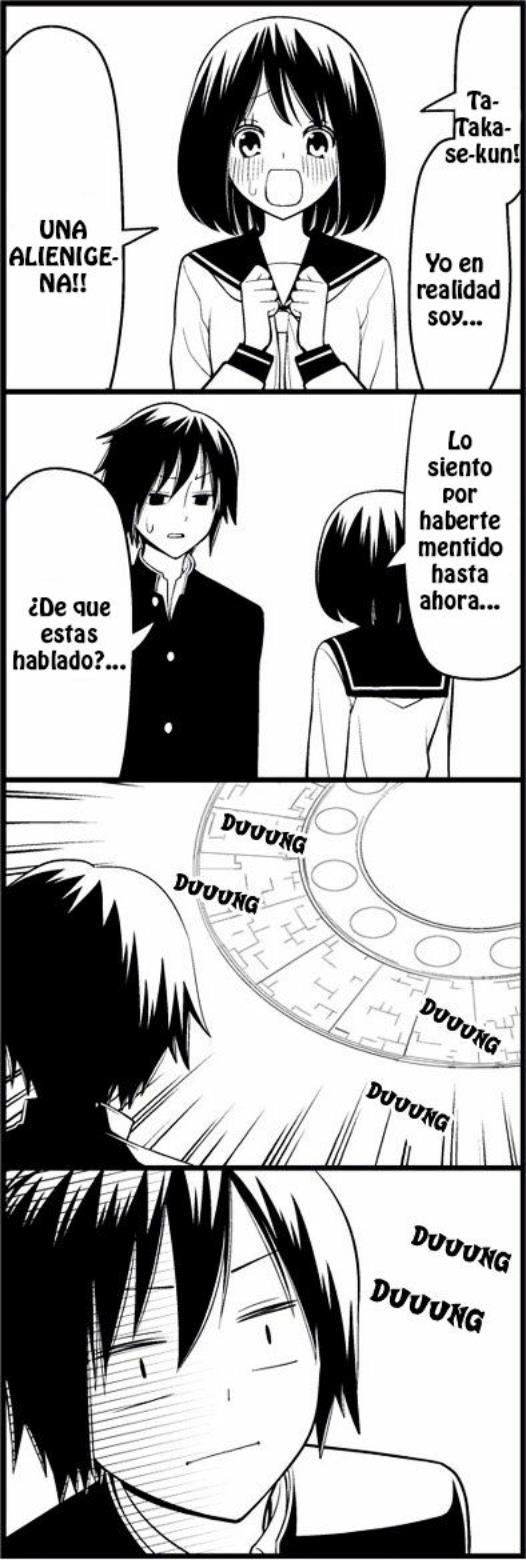 Ta-
Taka-
se-kun!
Yo en
realidad
soy...
UNA
ALIENIGE-
NA!!
Lo
siento
por
haberte
mentido
hasta
ahora...
¿De que
estas
hablado?...
DUUUNG
DUUUNG
DUUUNG
DUUUNG
DUUUNG
DUUUNG